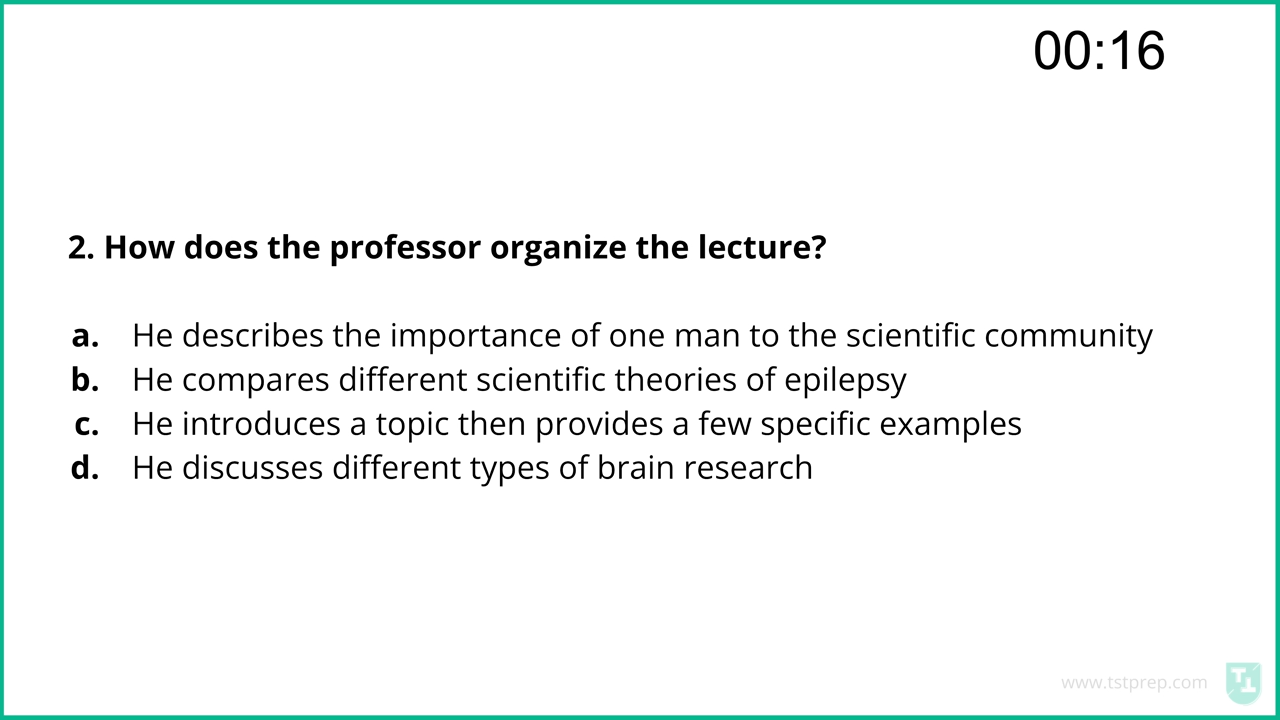 00:16
2. How does the professor organize the lecture?
a. He describes the importance of one man to the scientific community
b. He compares different scientific theories of epilepsy
c. He introduces a topic then provides a few specific examples
d. He discusses different types of brain research
www.tstprep.com